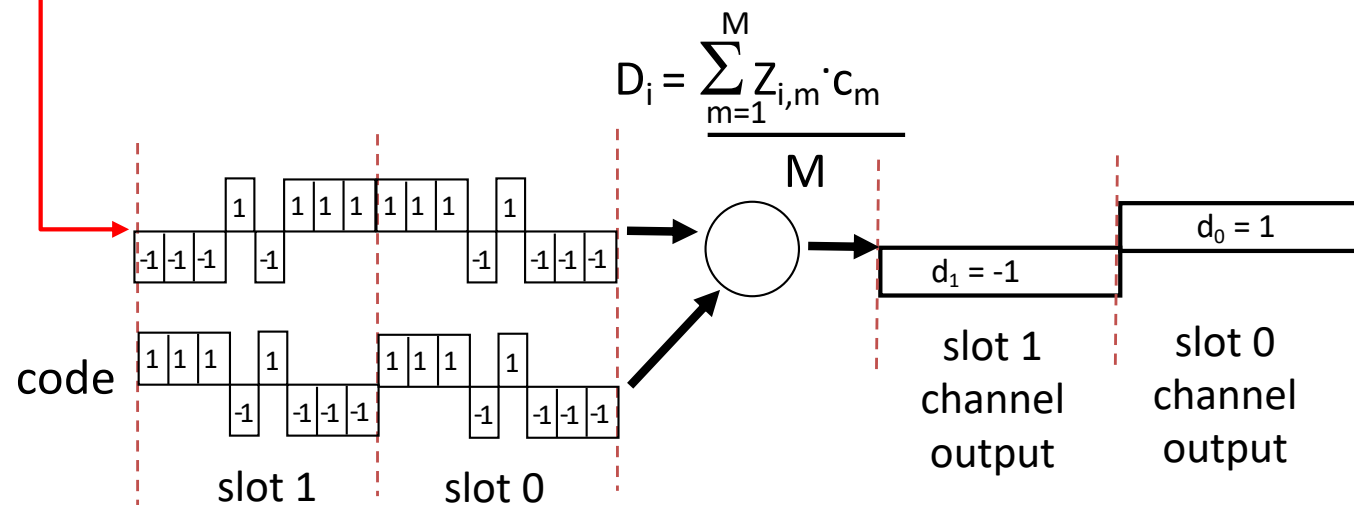 M
D_i = ∑ Z_{i,m}·c_m
m=1
M
1
1 1 1 1 1 1
1
-1 -1 -1
-1
-1
-1 -1 -1
d_0 = 1
d_1 = -1
code
1 1 1
1
1 1 1
1
-1
-1 -1 -1
-1
-1 -1 -1
slot 1
slot 0
slot 1
channel
output
slot 0
channel
output